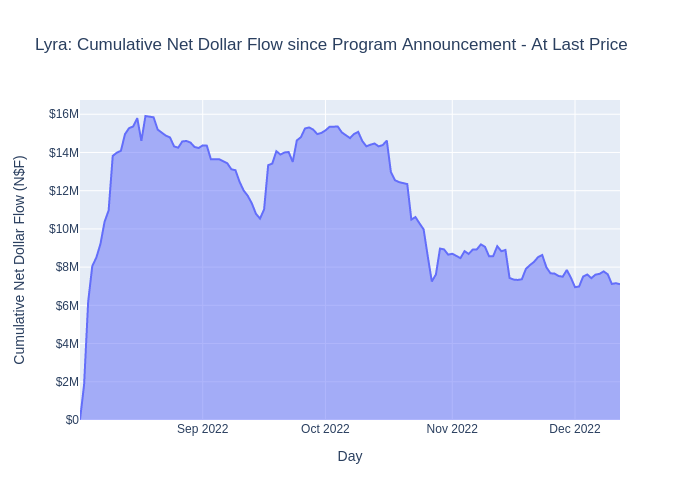 Lyra: Cumulative Net Dollar Flow since Program Announcement - At Last Price
Cumulative Net Dollar Flow (N$F)
$16M
$14M
$12M
$10M
$8M
$6M
$4M
$2M
$0
Sep 2022
Oct 2022
Nov 2022
Dec 2022
Day